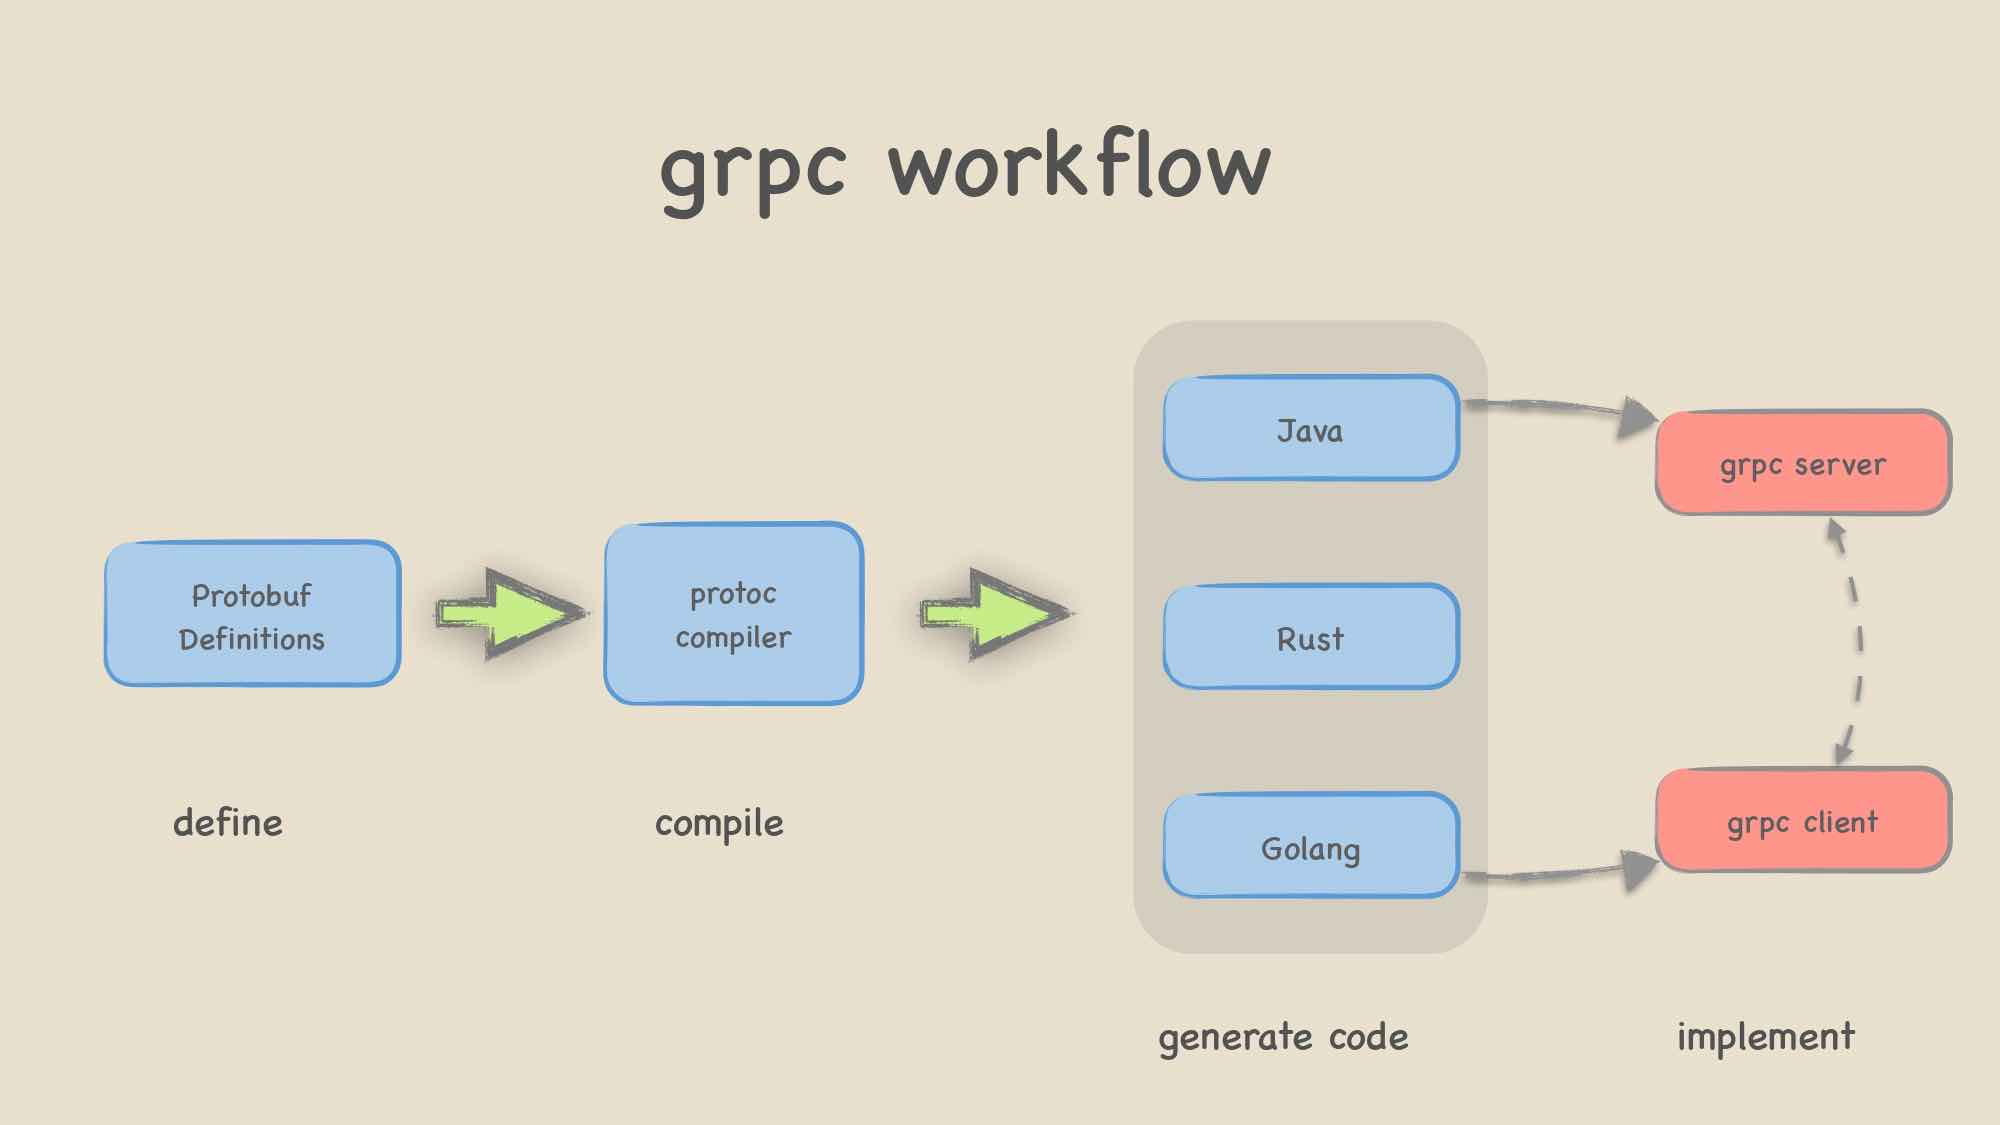 grpc workflow
Protobuf
Definitions
define
protoc
compiler
compile
Java
Rust
Golang
generate code
grpc server
grpc client
implement